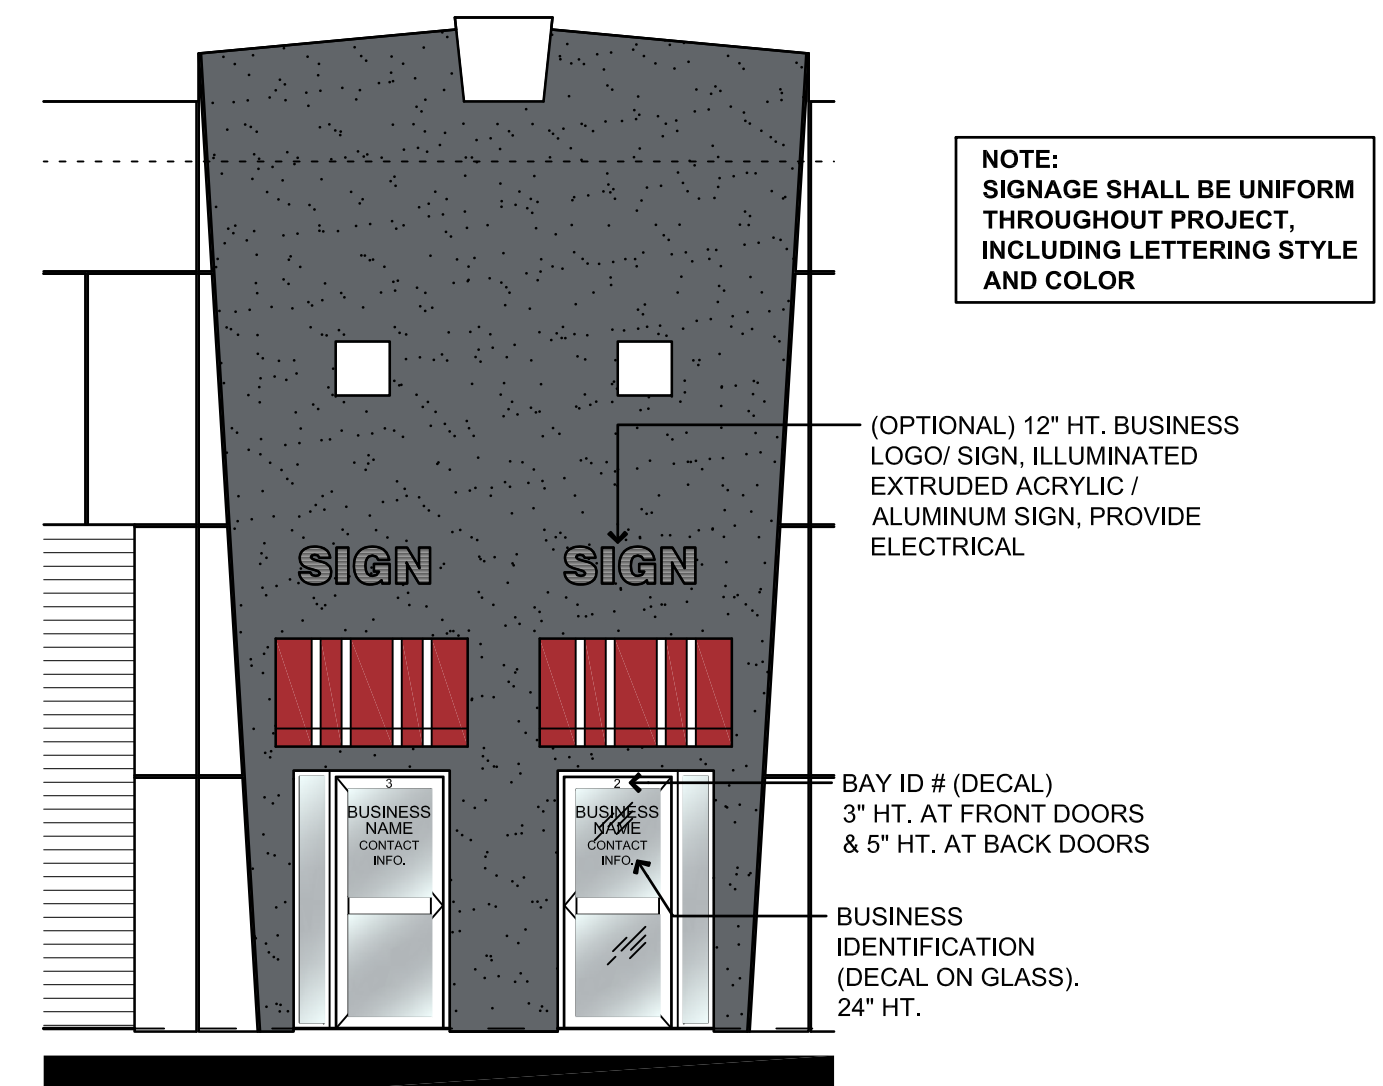 NOTE:
SIGNAGE SHALL BE UNIFORM
THROUGHOUT PROJECT,
INCLUDING LETTERING STYLE
AND COLOR
(OPTIONAL) 12" HT. BUSINESS
LOGO/ SIGN, ILLUMINATED
EXTRUDED ACRYLIC /
ALUMINUM SIGN, PROVIDE
ELECTRICAL
SIGN
SIGN
3
BUSINESS
NAME
CONTACT
INFO.
2
BUSINESS
NAME
CONTACT
INFO.
BAY ID # (DECAL)
3" HT. AT FRONT DOORS
& 5" HT. AT BACK DOORS
BUSINESS
IDENTIFICATION
(DECAL ON GLASS).
24" HT.